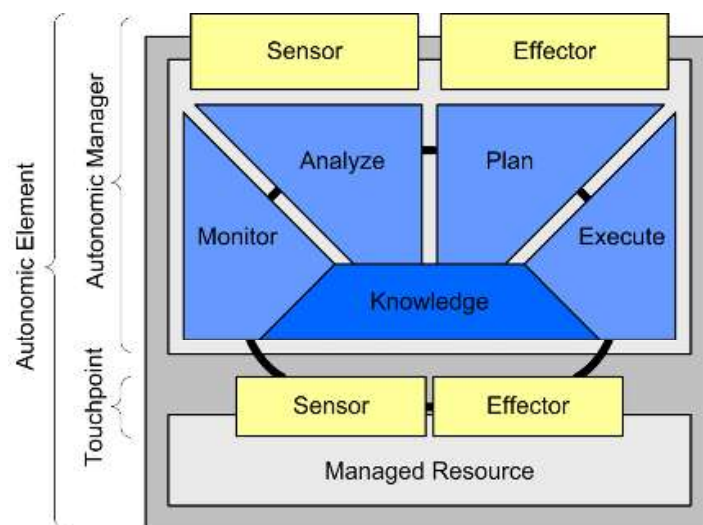 Sensor
Effector
Analyze
Plan
Monitor
Execute
Knowledge
Sensor
Effector
Managed Resource
Autonomic Element
Autonomic Manager
Touchpoint